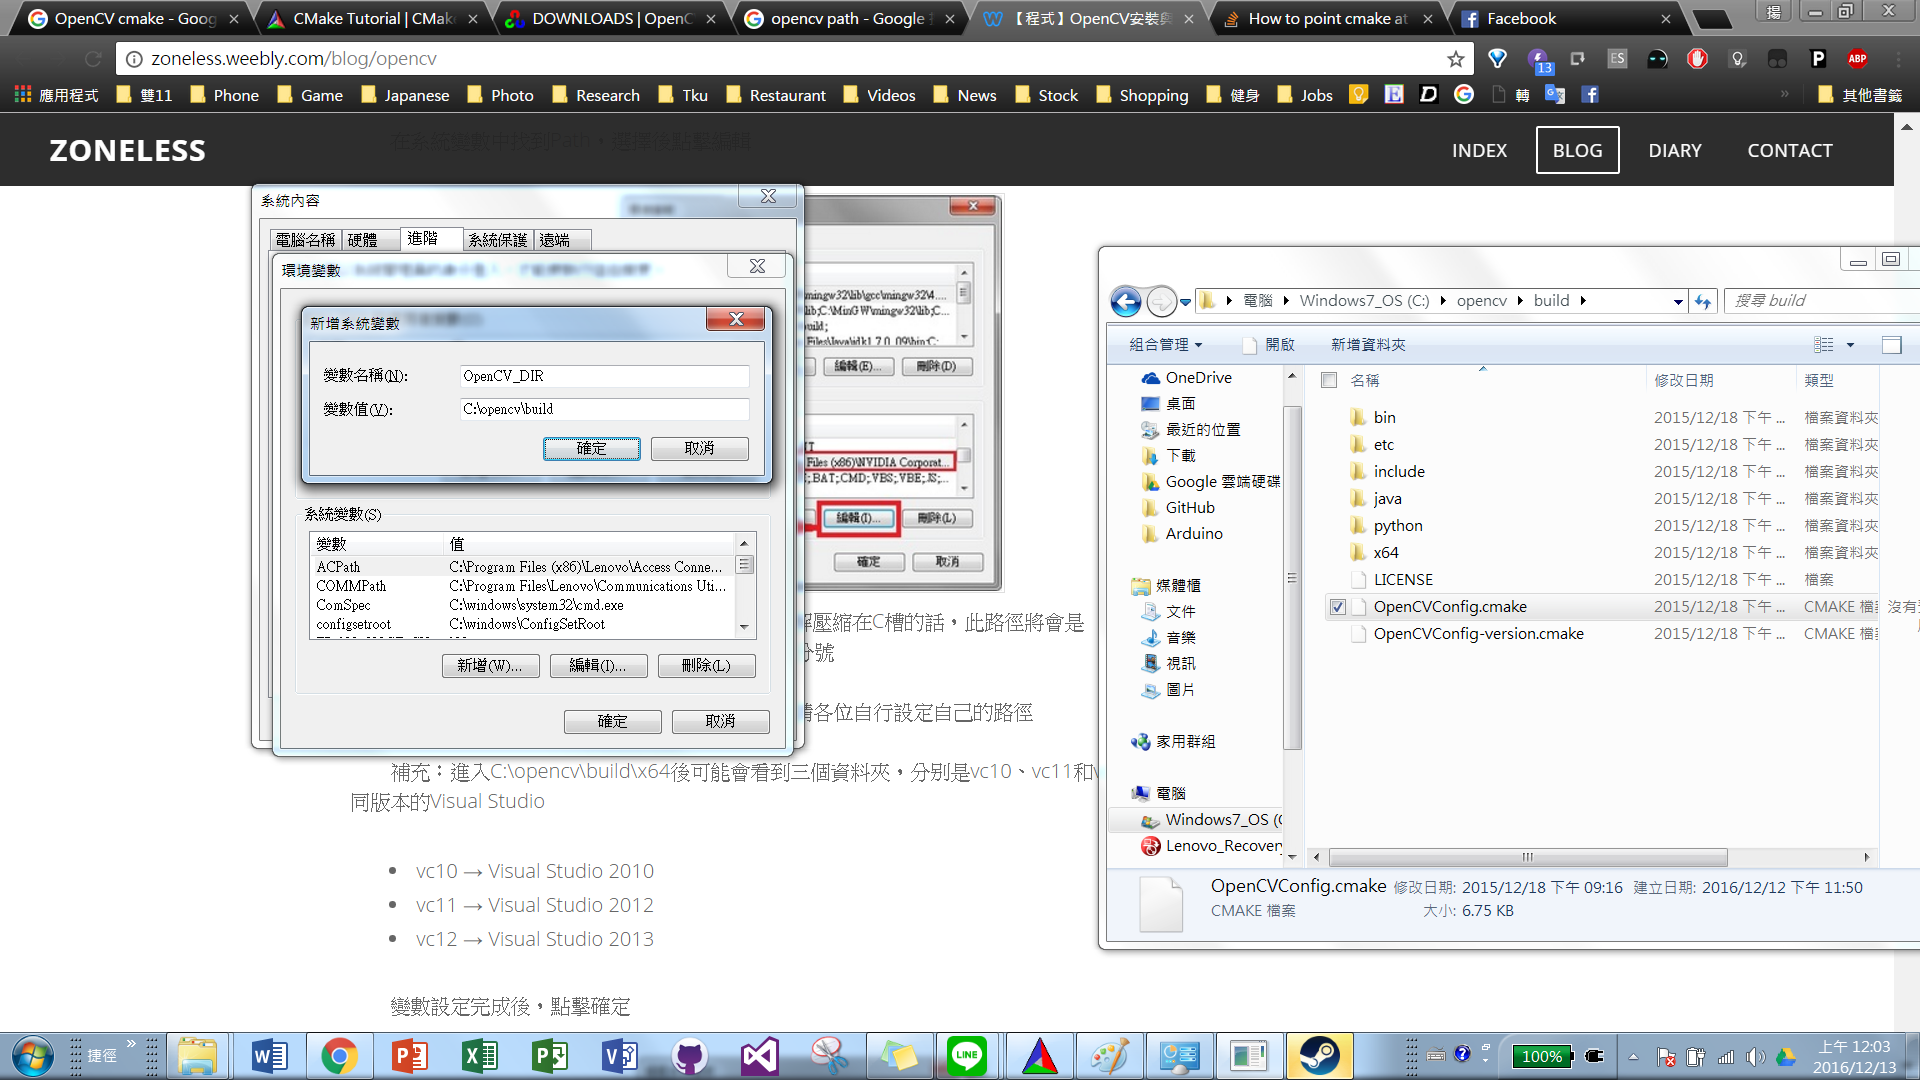 OpenCV cmake - Goog
CMake Tutorial | CMak
DOWNLOADS | OpenC
opencv path - Google
【程式】OpenCV安裝與
How to point cmake at
Facebook
揚
zoneless.weebly.com/blog/opencv
ES
13
P
ABP
應用程式
雙11
Phone
Game
Japanese
Photo
Research
Tku
Restaurant
Videos
News
Stock
Shopping
健身
Jobs
轉
其他書籤
ZONELESS
在系統變數中找到Path，選擇後點擊編輯
INDEX
BLOG
DIARY
CONTACT
系統內容
電腦名稱
硬體
進階
系統保護
遠端
環境變數
新增系統變數
變數名稱(N):
OpenCV_DIR
變數值(V):
C:\opencv\build
確定
取消
系統變數(S)
變數
值
ACPath
C:\Program Files (x86)\Lenovo\Access Conne...
COMMPath
C:\Program Files\Lenovo\Communications Uti...
ComSpec
C:\windows\system32\cmd.exe
configsetroot
C:\windows\ConfigSetRoot
新增(W)...
編輯(I)...
刪除(L)
確定
取消
mingw32\lib\gcc\mingw32\4....
lib;C:\MinGW\mingw32\lib;C...
uild;
Files\Java\jdk1.7.0_09\bin;C:
編輯(E)...
刪除(D)
Files (x86)\NVIDIA Corporat...
;.BAT;.CMD;.VBS;.VBE;.JS;...
編輯(I)...
刪除(L)
確定
取消
解壓縮在C槽的話，此路徑將會是
分號
請各位自行設定自己的路徑
補充：進入C:\opencv\build\x64後可能會看到三個資料夾，分別是vc10、vc11和
同版本的Visual Studio
vc10 → Visual Studio 2010
vc11 → Visual Studio 2012
vc12 → Visual Studio 2013
變數設定完成後，點擊確定
電腦
Windows7_OS (C:)
opencv
build
搜尋 build
組合管理
開啟
新增資料夾
OneDrive
桌面
最近的位置
下載
Google 雲端硬碟
GitHub
Arduino
媒體櫃
文件
音樂
視訊
圖片
家用群組
電腦
Windows7_OS (C
Lenovo_Recovery
名稱
修改日期
類型
bin
2015/12/18 下午 ...
檔案資料夾
etc
2015/12/18 下午 ...
檔案資料夾
include
2015/12/18 下午 ...
檔案資料夾
java
2015/12/18 下午 ...
檔案資料夾
python
2015/12/18 下午 ...
檔案資料夾
x64
2015/12/18 下午 ...
檔案資料夾
LICENSE
2015/12/18 下午 ...
檔案
OpenCVConfig.cmake
2015/12/18 下午 ...
CMAKE 檔
沒有
OpenCVConfig-version.cmake
2015/12/18 下午 ...
CMAKE 檔
OpenCVConfig.cmake
修改日期: 2015/12/18 下午 09:16
建立日期: 2016/12/12 下午 11:50
CMAKE 檔案
大小: 6.75 KB
捷徑
LINE
100%
上午 12:03
2016/12/13